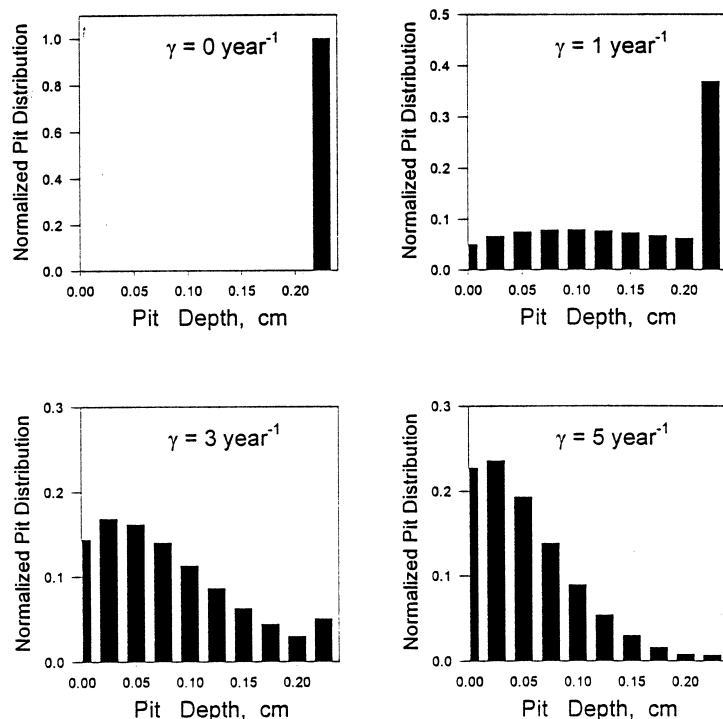 γ = 0 year⁻¹
Normalized Pit Distribution
1.0
0.8
0.6
0.4
0.2
0.0
0.00 0.05 0.10 0.15 0.20
Pit Depth, cm
γ = 1 year⁻¹
Normalized Pit Distribution
0.5
0.4
0.3
0.2
0.1
0.0
0.00 0.05 0.10 0.15 0.20
Pit Depth, cm
γ = 3 year⁻¹
Normalized Pit Distribution
0.3
0.2
0.1
0.0
0.00 0.05 0.10 0.15 0.20
Pit Depth, cm
γ = 5 year⁻¹
Normalized Pit Distribution
0.3
0.2
0.1
0.0
0.00 0.05 0.10 0.15 0.20
Pit Depth, cm